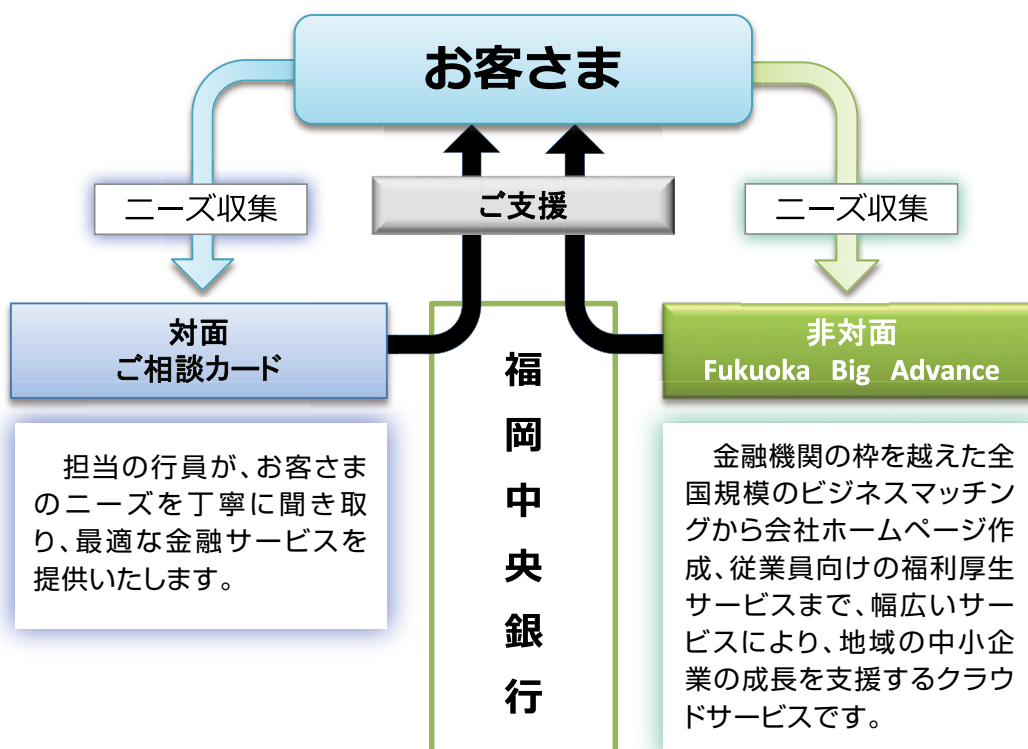 お客さま
ニーズ収集
ご支援
ニーズ収集
対面
ご相談カード
非対面
Fukuoka Big Advance
福岡中央銀行
担当の行員が、お客さま
のニーズを丁寧に聞き取
り、最適な金融サービスを
提供いたします。
金融機関の枠を越えた全
国規模のビジネスマッチン
グから会社ホームページ作
成、従業員向けの福利厚生
サービスまで、幅広いサー
ビスにより、地域の中小企
業の成長を支援するクラウ
ドサービスです。